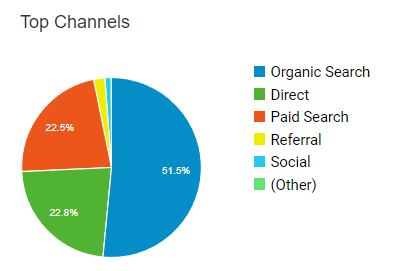 Top Channels
Organic Search
Direct
Paid Search
Referral
Social
(Other)
22.5%
51.5%
22.8%